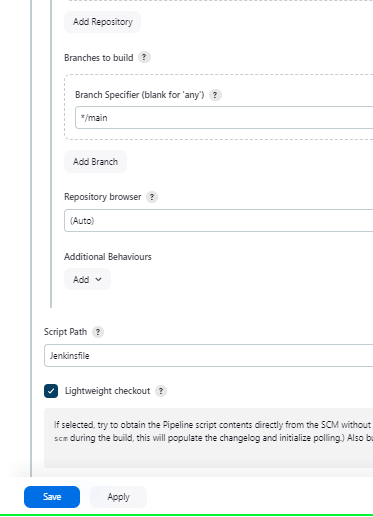 Add Repository
Branches to build ?
Branch Specifier (blank for 'any') ?
*/main
Add Branch
Repository browser ?
(Auto)
Additional Behaviours
Add
Script Path ?
Jenkinsfile
Lightweight checkout ?
If selected, try to obtain the Pipeline script contents directly from the SCM without
scm during the build, this will populate the changelog and initialize polling.) Also
Save
Apply